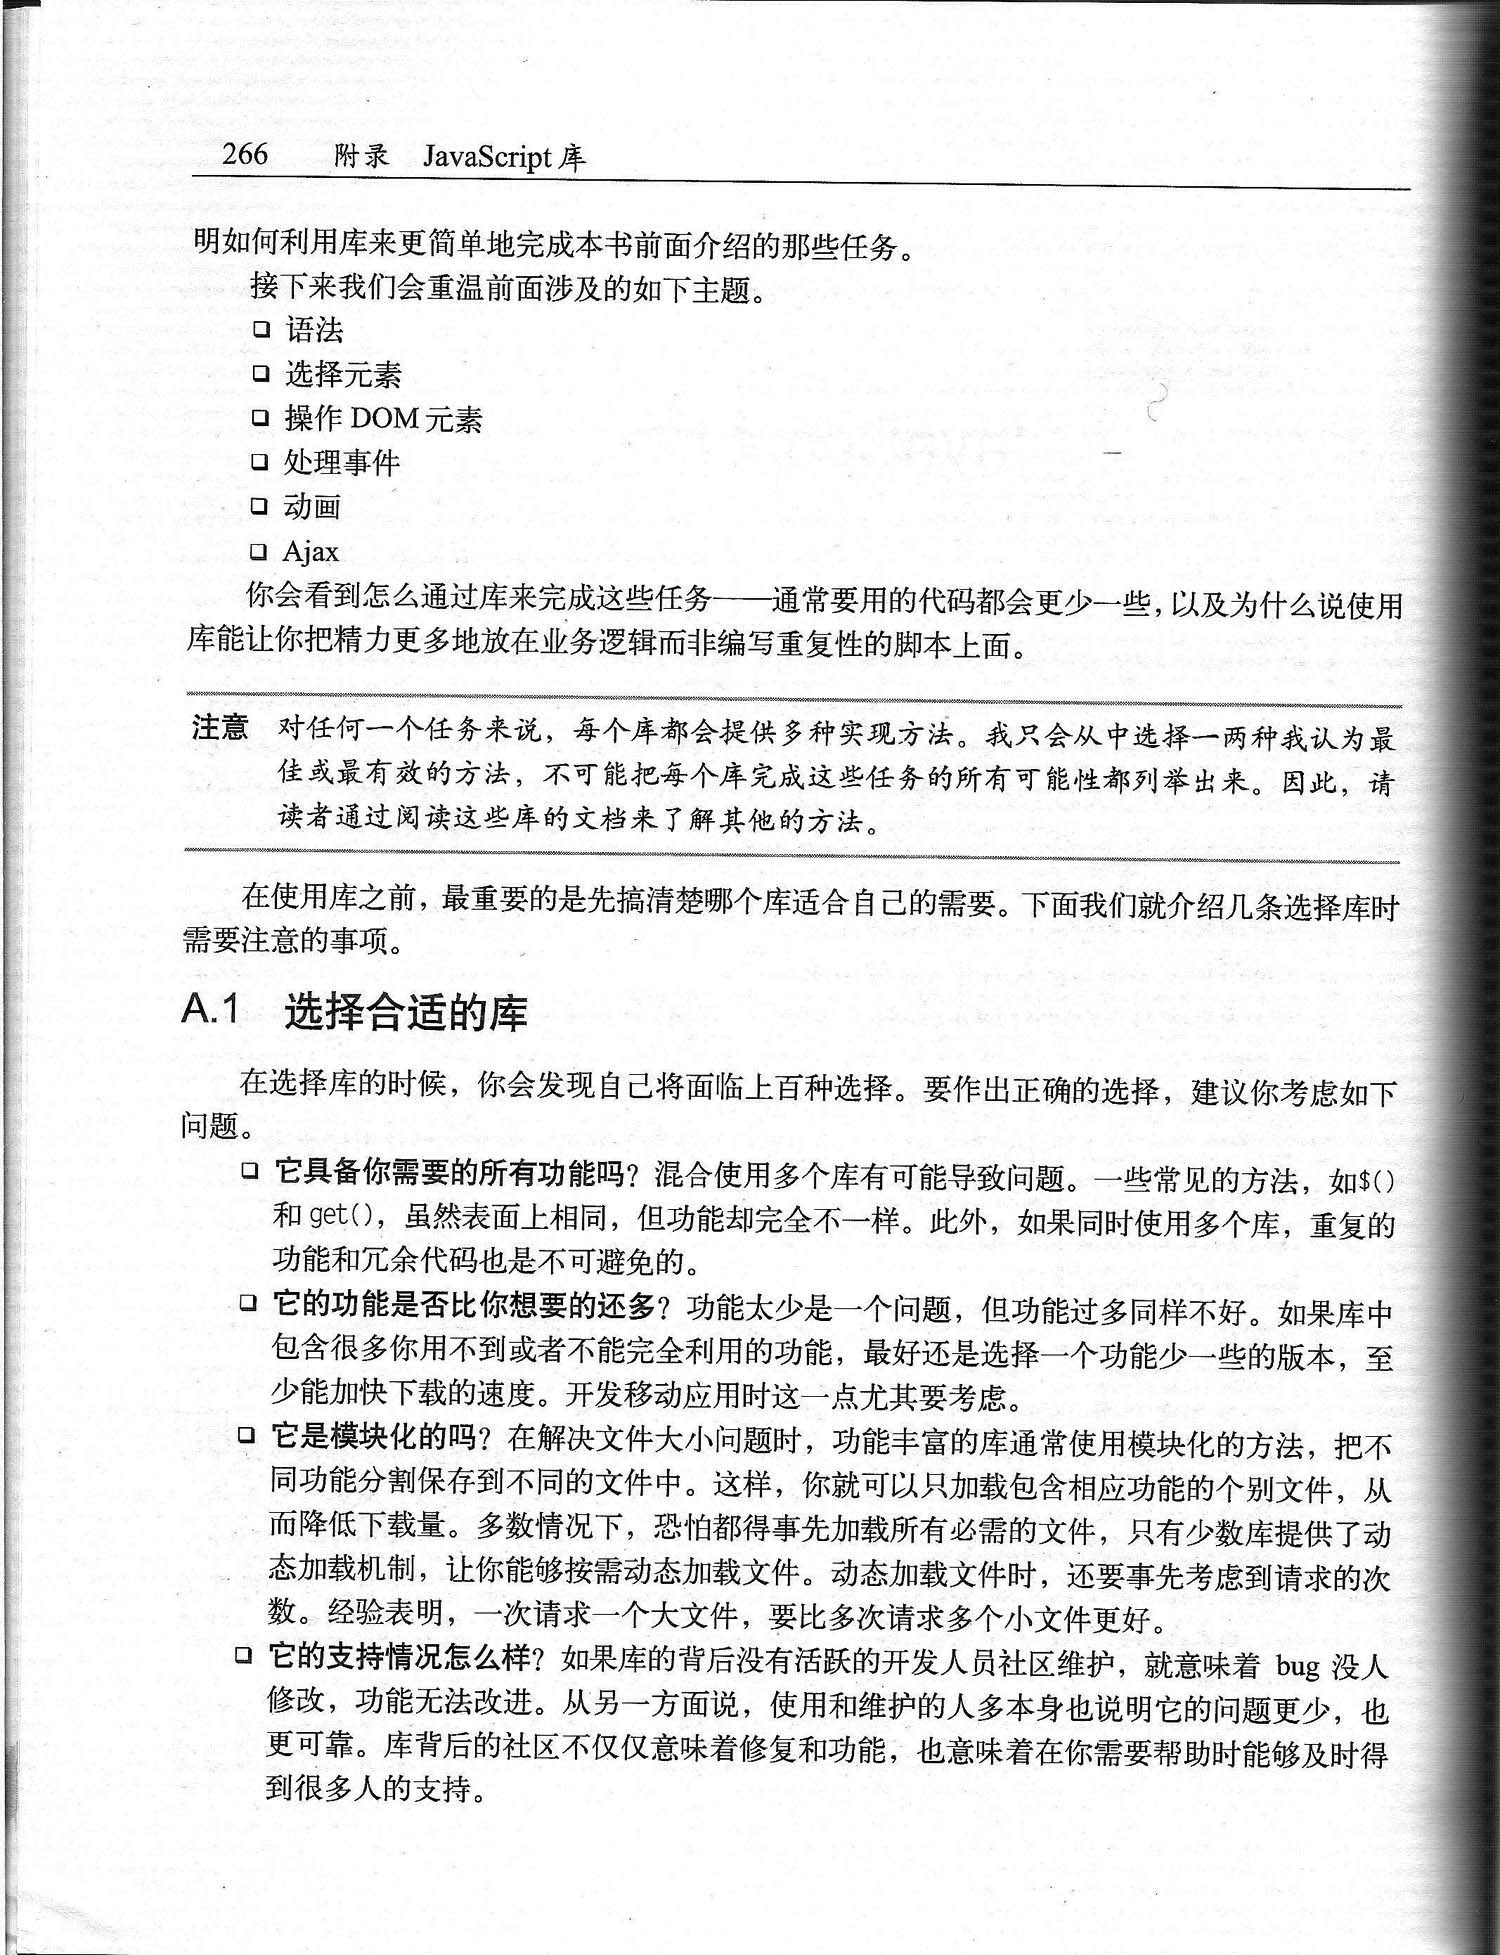 266 附录 JavaScript 库
明如何利用库来更简单地完成本书前面介绍的那些任务。
接下来我们会重温前面涉及的如下主题。
❑ 语法
❑ 选择元素
❑ 操作 DOM 元素
❑ 处理事件
❑ 动画
❑ Ajax
你会看到怎么通过库来完成这些任务——通常要用的代码都会更少一些，以及为什么说使用
库能让你把精力更多地放在业务逻辑而非编写重复性的脚本上面。
注意 对任何一个任务来说，每个库都会提供多种实现方法。我只会从中选择一两种我认为最
佳或最有效的方法，不可能把每个库完成这些任务的所有可能性都列举出来。因此，请
读者通过阅读这些库的文档来了解其他的方法。
在使用库之前，最重要的是先搞清楚哪个库适合自己的需要。下面我们就介绍几条选择库时
需要注意的事项。
A.1 选择合适的库
在选择库的时候，你会发现自己将面临上百种选择。要作出正确的选择，建议你考虑如下
问题。
❑ 它具备你需要的所有功能吗？混合使用多个库有可能导致问题。一些常见的方法，如$()
和 get()，虽然表面上相同，但功能却完全不一样。此外，如果同时使用多个库，重复的
功能和冗余代码也是不可避免的。
❑ 它的功能是否比你想要的还多？功能太少是一个问题，但功能过多同样不好。如果库中
包含很多你用不到或者不能完全利用的功能，最好还是选择一个功能少一些的版本，至
少能加快下载的速度。开发移动应用时这一点尤其要考虑。
❑ 它是模块化的吗？在解决文件大小问题时，功能丰富的库通常使用模块化的方法，把不
同功能分割保存到不同的文件中。这样，你就可以只加载包含相应功能的个别文件，从
而降低下载量。多数情况下，恐怕都得事先加载所有必需的文件，只有少数库提供了动
态加载机制，让你能够按需动态加载文件。动态加载文件时，还要事先考虑到请求的次
数。经验表明，一次请求一个大文件，要比多次请求多个小文件更好。
❑ 它的支持情况怎么样？如果库的背后没有活跃的开发人员社区维护，就意味着 bug 没人
修改，功能无法改进。从另一方面说，使用和维护的人多本身也说明它的问题更少，也
更可靠。库背后的社区不仅仅意味着修复和功能，也意味着在你需要帮助时能够及时得
到很多人的支持。